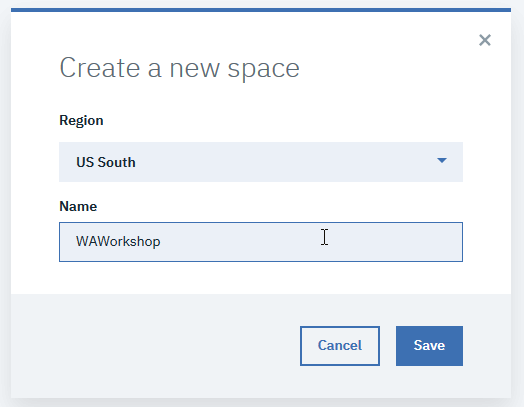 Create a new space
Region
US South
Name
WAWorkshop
Cancel Save